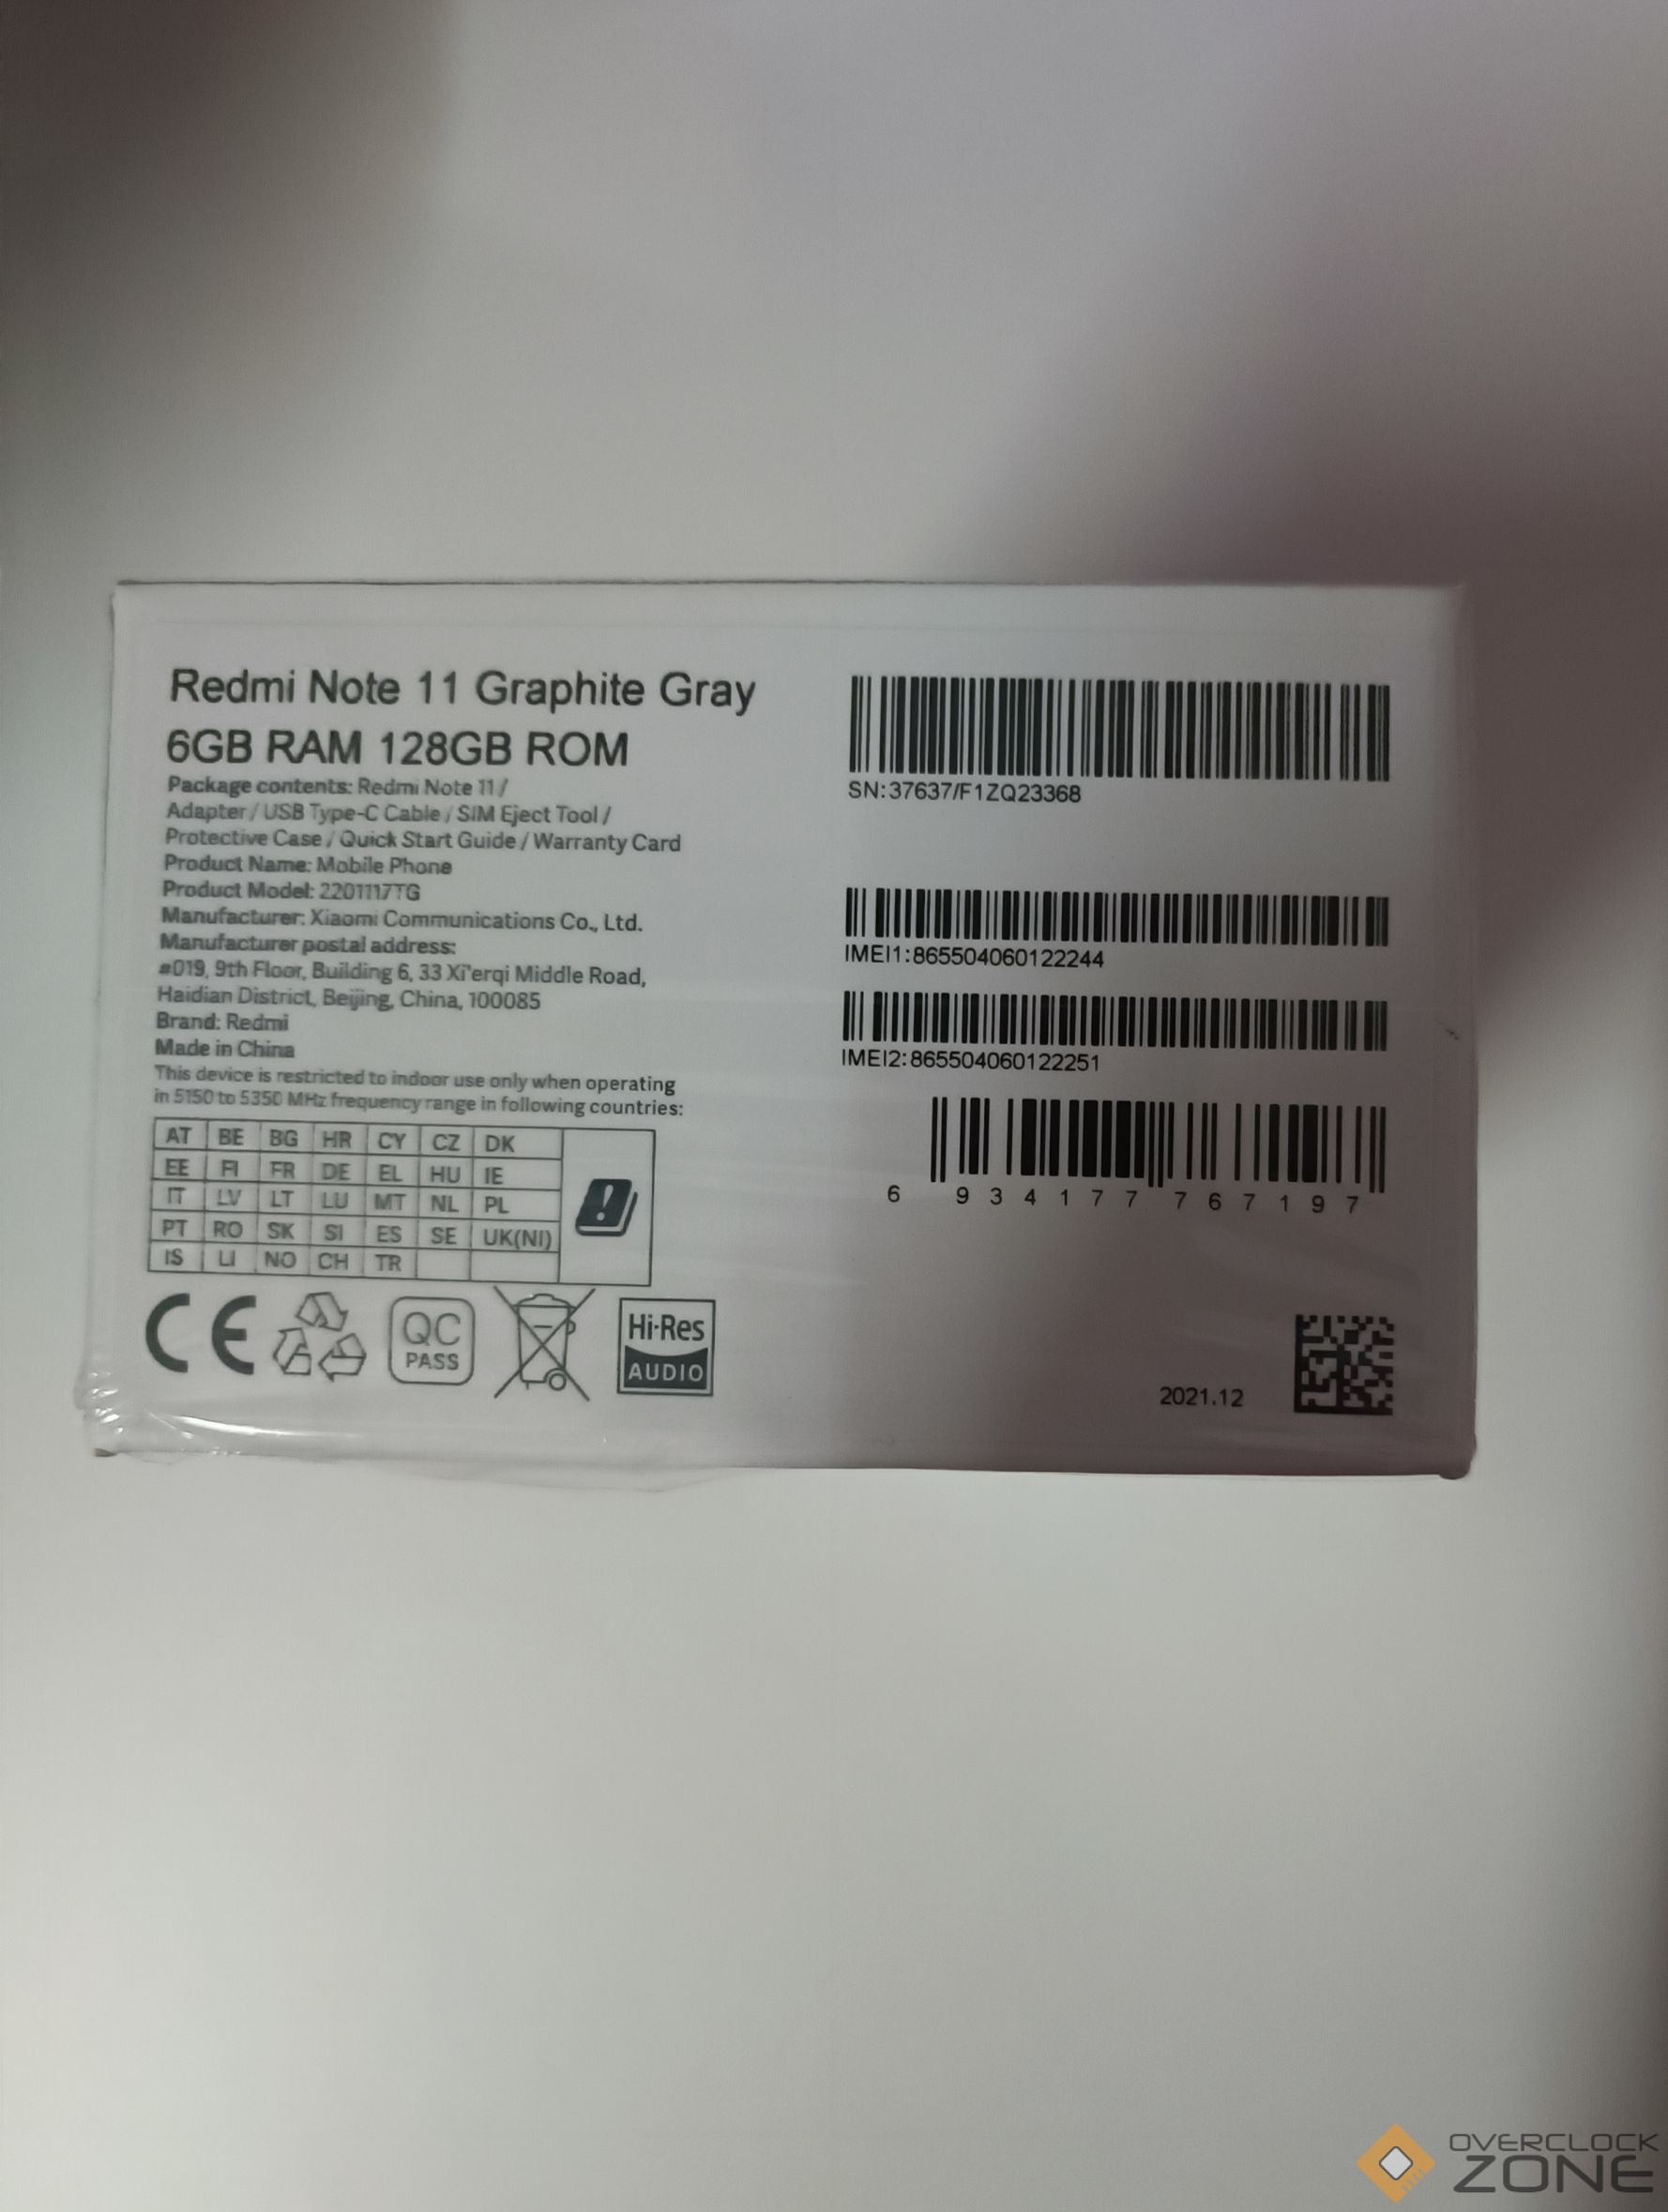 Redmi Note 11 Graphite Gray
6GB RAM 128GB ROM
Package contents: Redmi Note 11 /
Adapter / USB Type-C Cable / SIM Eject Tool /
Protective Case / Quick Start Guide / Warranty Card
Product Name: Mobile Phone
Product Model: 2201117TG
Manufacturer: Xiaomi Communications Co., Ltd.
Manufacturer postal address:
#019, 9th Floor, Building 6, 33 Xi'erqi Middle Road,
Haidian District, Beijing, China, 100085
Brand: Redmi
Made in China
This device is restricted to indoor use only when operating
in 5150 to 5350 MHz frequency range in following countries:
AT BE BG HR CY CZ DK
EE FI FR DE EL HU IE
IT LV LT LU MT NL PL
PT RO SK SI ES SE UK(NI)
IS LI NO CH TR
CE
QC
PASS
Hi-Res
AUDIO
SN:37637/F1ZQ23368
IMEI1:865504060122244
IMEI2:865504060122251
6 934177 767197
2021.12
OVERCLOCK
ZONE